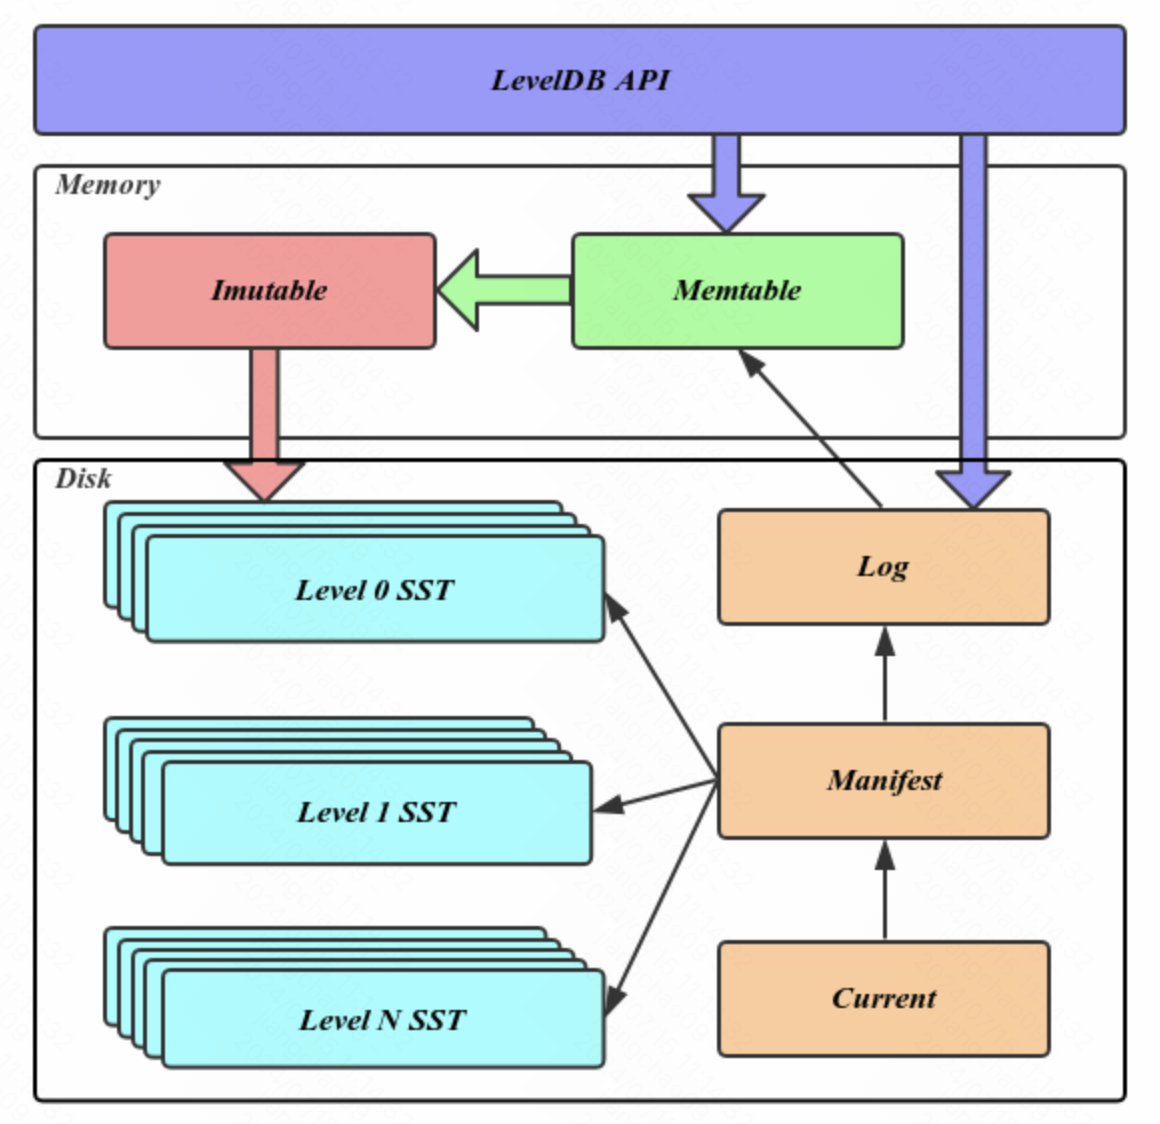 LevelDB API
Memory
Imutable
Memtable
Disk
Level 0 SST
Log
Level 1 SST
Manifest
Level N SST
Current